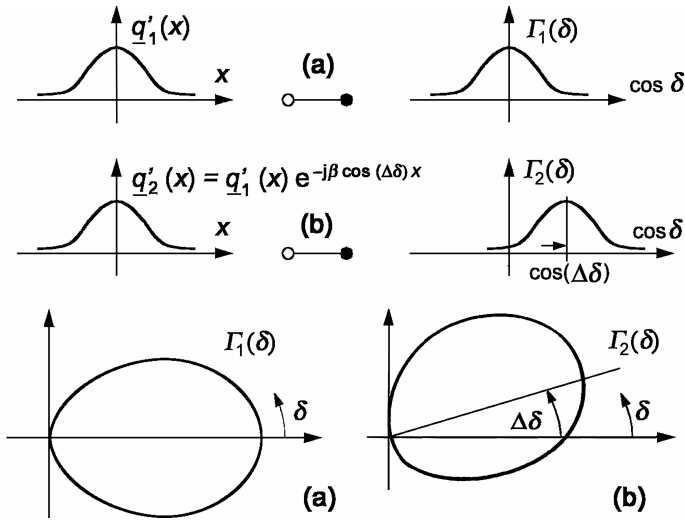 q′₁(x)
Γ₁(δ)
x
(a)
cos δ
q′₂(x) = q′₁(x) e^{−jβ cos (Δδ) x}
Γ₂(δ)
x
(b)
cos δ
cos(Δδ)
Γ₁(δ)
Γ₂(δ)
δ
Δδ
δ
(a)
(b)